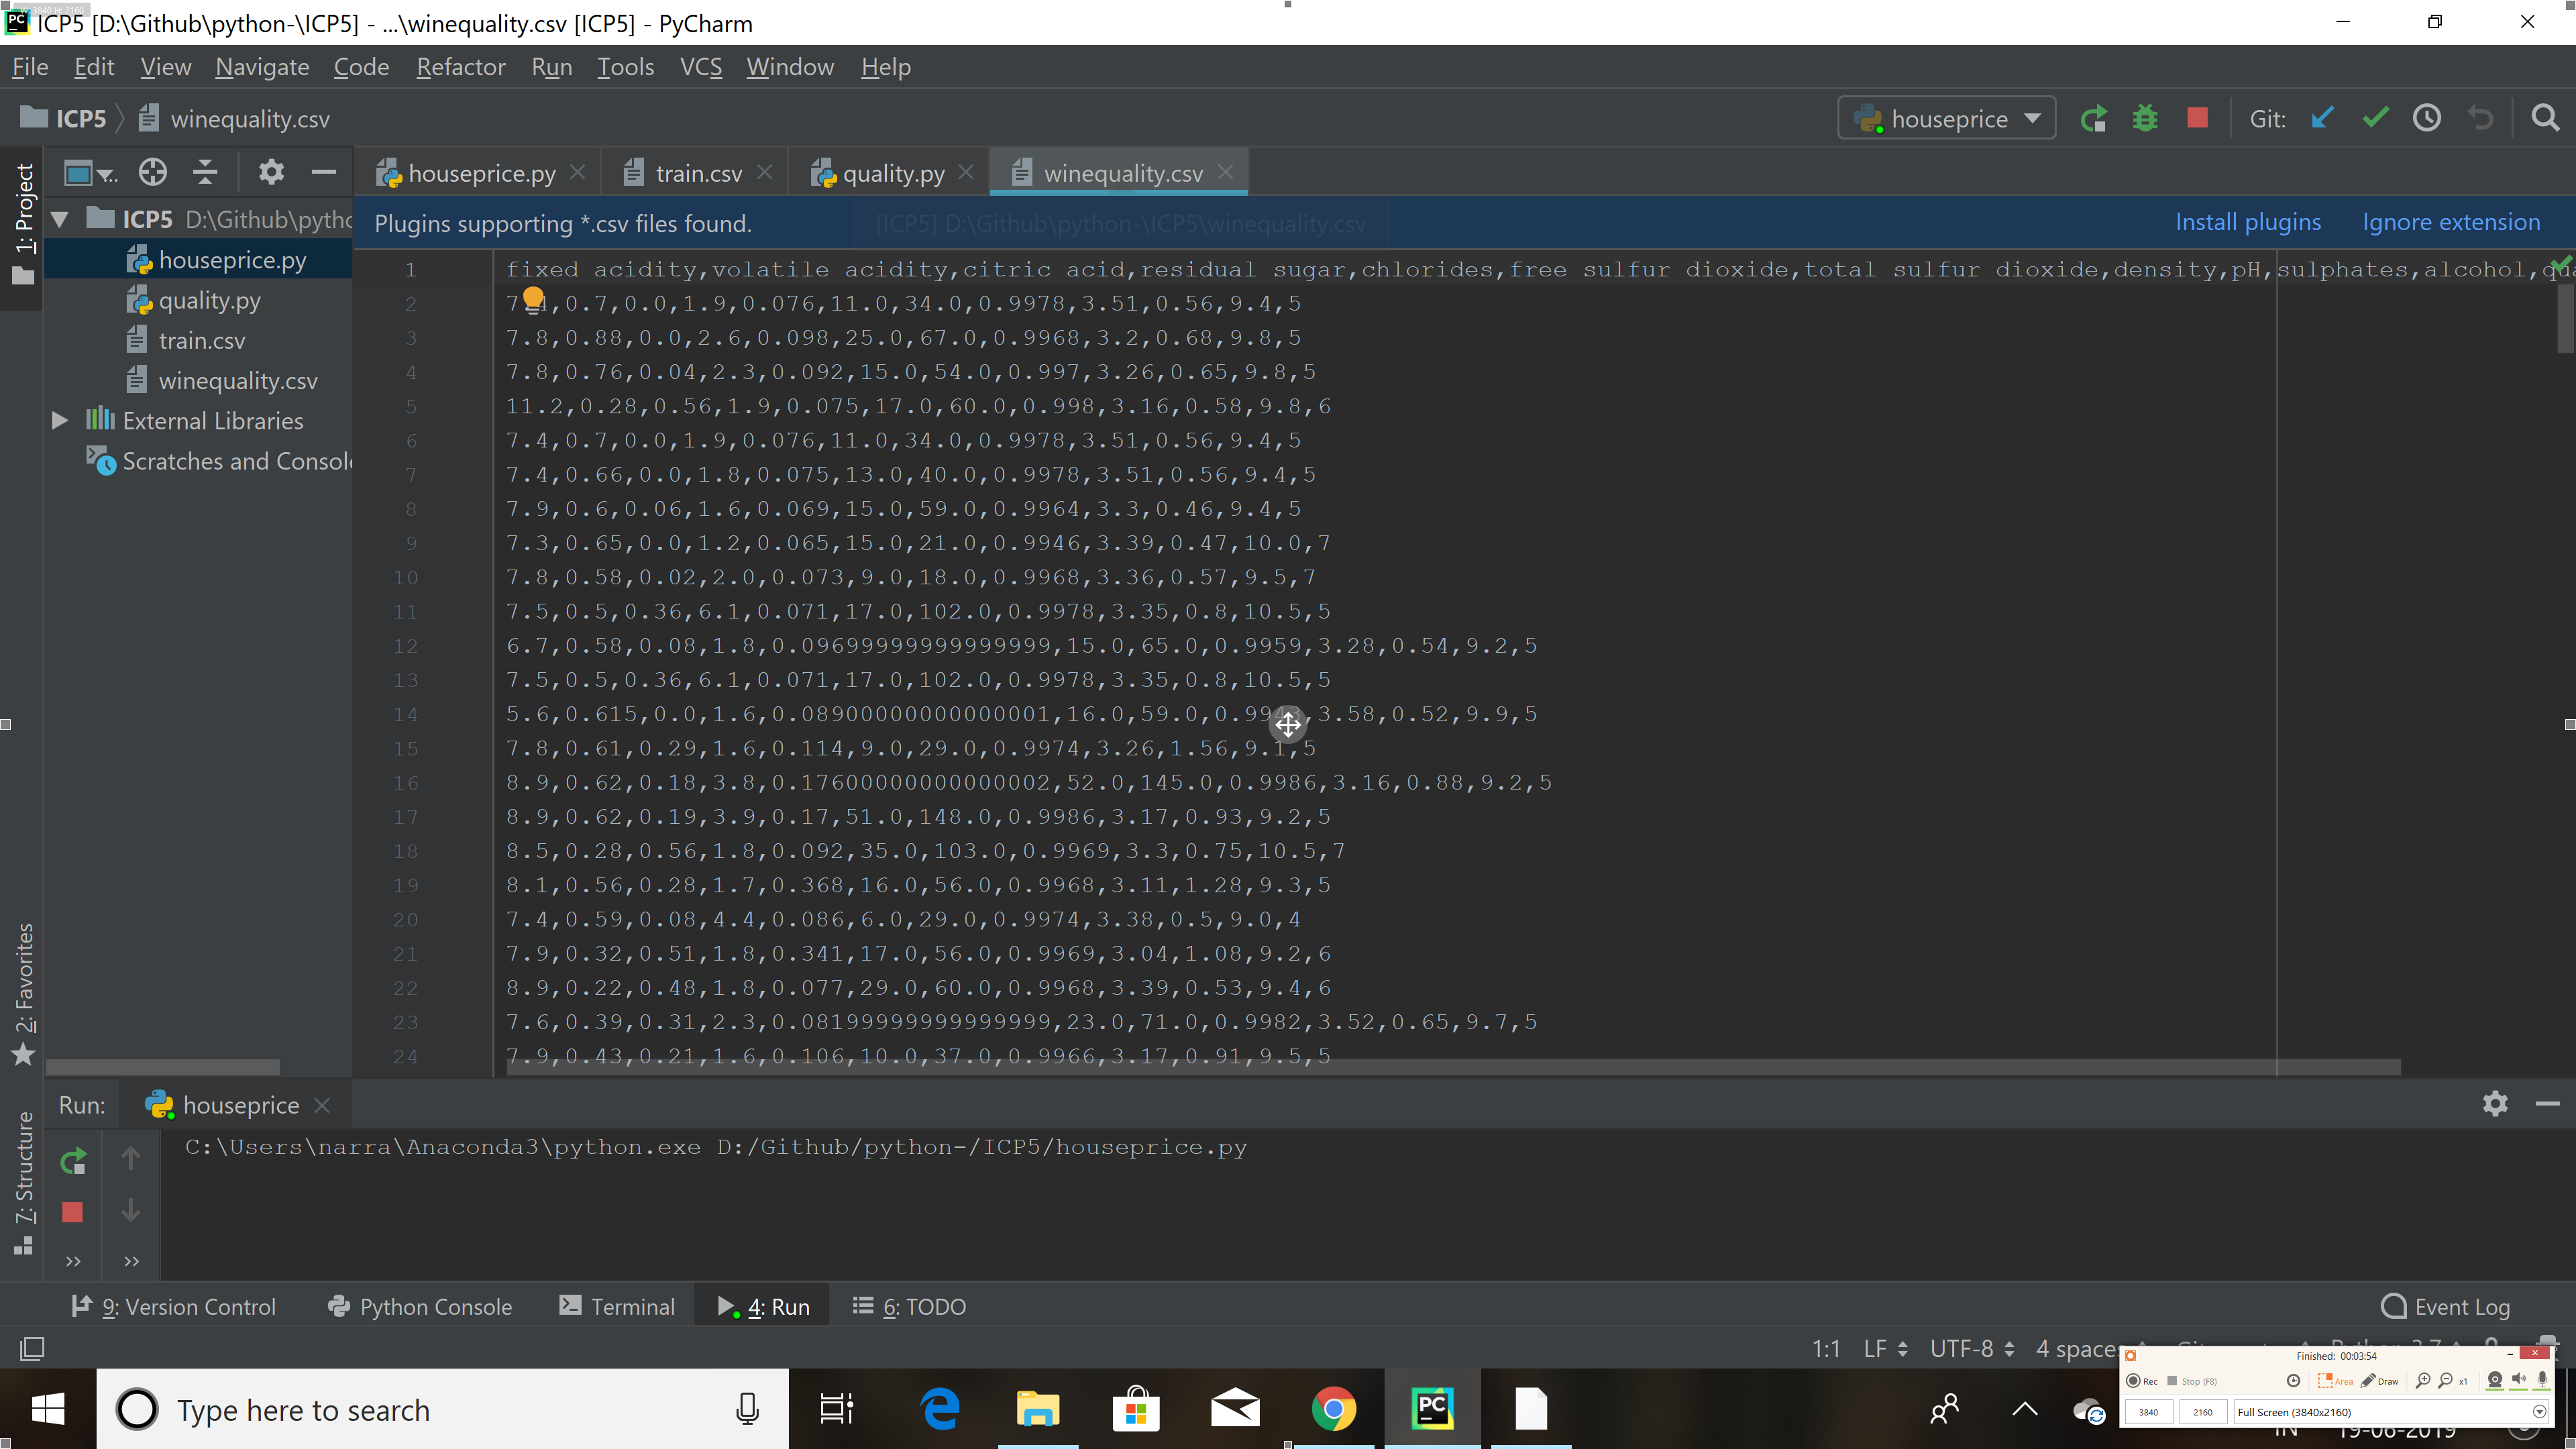 W: 3840 H: 2160
ICP5 [D:\Github\python-\ICP5] - ...\winequality.csv [ICP5] - PyCharm
File Edit View Navigate Code Refactor Run Tools VCS Window Help
ICP5 winequality.csv houseprice Git:
1: Project
houseprice.py train.csv quality.py winequality.csv
ICP5 D:\Github\pythc
Plugins supporting *.csv files found. [ICP5] D:\Github\python-\ICP5\winequality.csv Install plugins Ignore extension
houseprice.py
quality.py
train.csv
winequality.csv
External Libraries
Scratches and Console
1 fixed acidity,volatile acidity,citric acid,residual sugar,chlorides,free sulfur dioxide,total sulfur dioxide,density,pH,sulphates,alcohol,qua
2 7.4,0.7,0.0,1.9,0.076,11.0,34.0,0.9978,3.51,0.56,9.4,5
3 7.8,0.88,0.0,2.6,0.098,25.0,67.0,0.9968,3.2,0.68,9.8,5
4 7.8,0.76,0.04,2.3,0.092,15.0,54.0,0.997,3.26,0.65,9.8,5
5 11.2,0.28,0.56,1.9,0.075,17.0,60.0,0.998,3.16,0.58,9.8,6
6 7.4,0.7,0.0,1.9,0.076,11.0,34.0,0.9978,3.51,0.56,9.4,5
7 7.4,0.66,0.0,1.8,0.075,13.0,40.0,0.9978,3.51,0.56,9.4,5
8 7.9,0.6,0.06,1.6,0.069,15.0,59.0,0.9964,3.3,0.46,9.4,5
9 7.3,0.65,0.0,1.2,0.065,15.0,21.0,0.9946,3.39,0.47,10.0,7
10 7.8,0.58,0.02,2.0,0.073,9.0,18.0,0.9968,3.36,0.57,9.5,7
11 7.5,0.5,0.36,6.1,0.071,17.0,102.0,0.9978,3.35,0.8,10.5,5
12 6.7,0.58,0.08,1.8,0.09699999999999999,15.0,65.0,0.9959,3.28,0.54,9.2,5
13 7.5,0.5,0.36,6.1,0.071,17.0,102.0,0.9978,3.35,0.8,10.5,5
14 5.6,0.615,0.0,1.6,0.08900000000000001,16.0,59.0,0.9943,3.58,0.52,9.9,5
15 7.8,0.61,0.29,1.6,0.114,9.0,29.0,0.9974,3.26,1.56,9.1,5
16 8.9,0.62,0.18,3.8,0.17600000000000002,52.0,145.0,0.9986,3.16,0.88,9.2,5
17 8.9,0.62,0.19,3.9,0.17,51.0,148.0,0.9986,3.17,0.93,9.2,5
18 8.5,0.28,0.56,1.8,0.092,35.0,103.0,0.9969,3.3,0.75,10.5,7
19 8.1,0.56,0.28,1.7,0.368,16.0,56.0,0.9968,3.11,1.28,9.3,5
20 7.4,0.59,0.08,4.4,0.086,6.0,29.0,0.9974,3.38,0.5,9.0,4
21 7.9,0.32,0.51,1.8,0.341,17.0,56.0,0.9969,3.04,1.08,9.2,6
22 8.9,0.22,0.48,1.8,0.077,29.0,60.0,0.9968,3.39,0.53,9.4,6
23 7.6,0.39,0.31,2.3,0.08199999999999999,23.0,71.0,0.9982,3.52,0.65,9.7,5
24 7.9,0.43,0.21,1.6,0.106,10.0,37.0,0.9966,3.17,0.91,9.5,5
2: Favorites
7: Structure
Run: houseprice
C:\Users\narra\Anaconda3\python.exe D:/Github/python-/ICP5/houseprice.py
9: Version Control Python Console Terminal 4: Run 6: TODO Event Log
1:1 LF UTF-8 4 spaces
Finished: 00:03:54
Rec Stop (F8) Area Draw x1
3840 2160 Full Screen (3840x2160)
Type here to search
PC
IN 19-06-2019